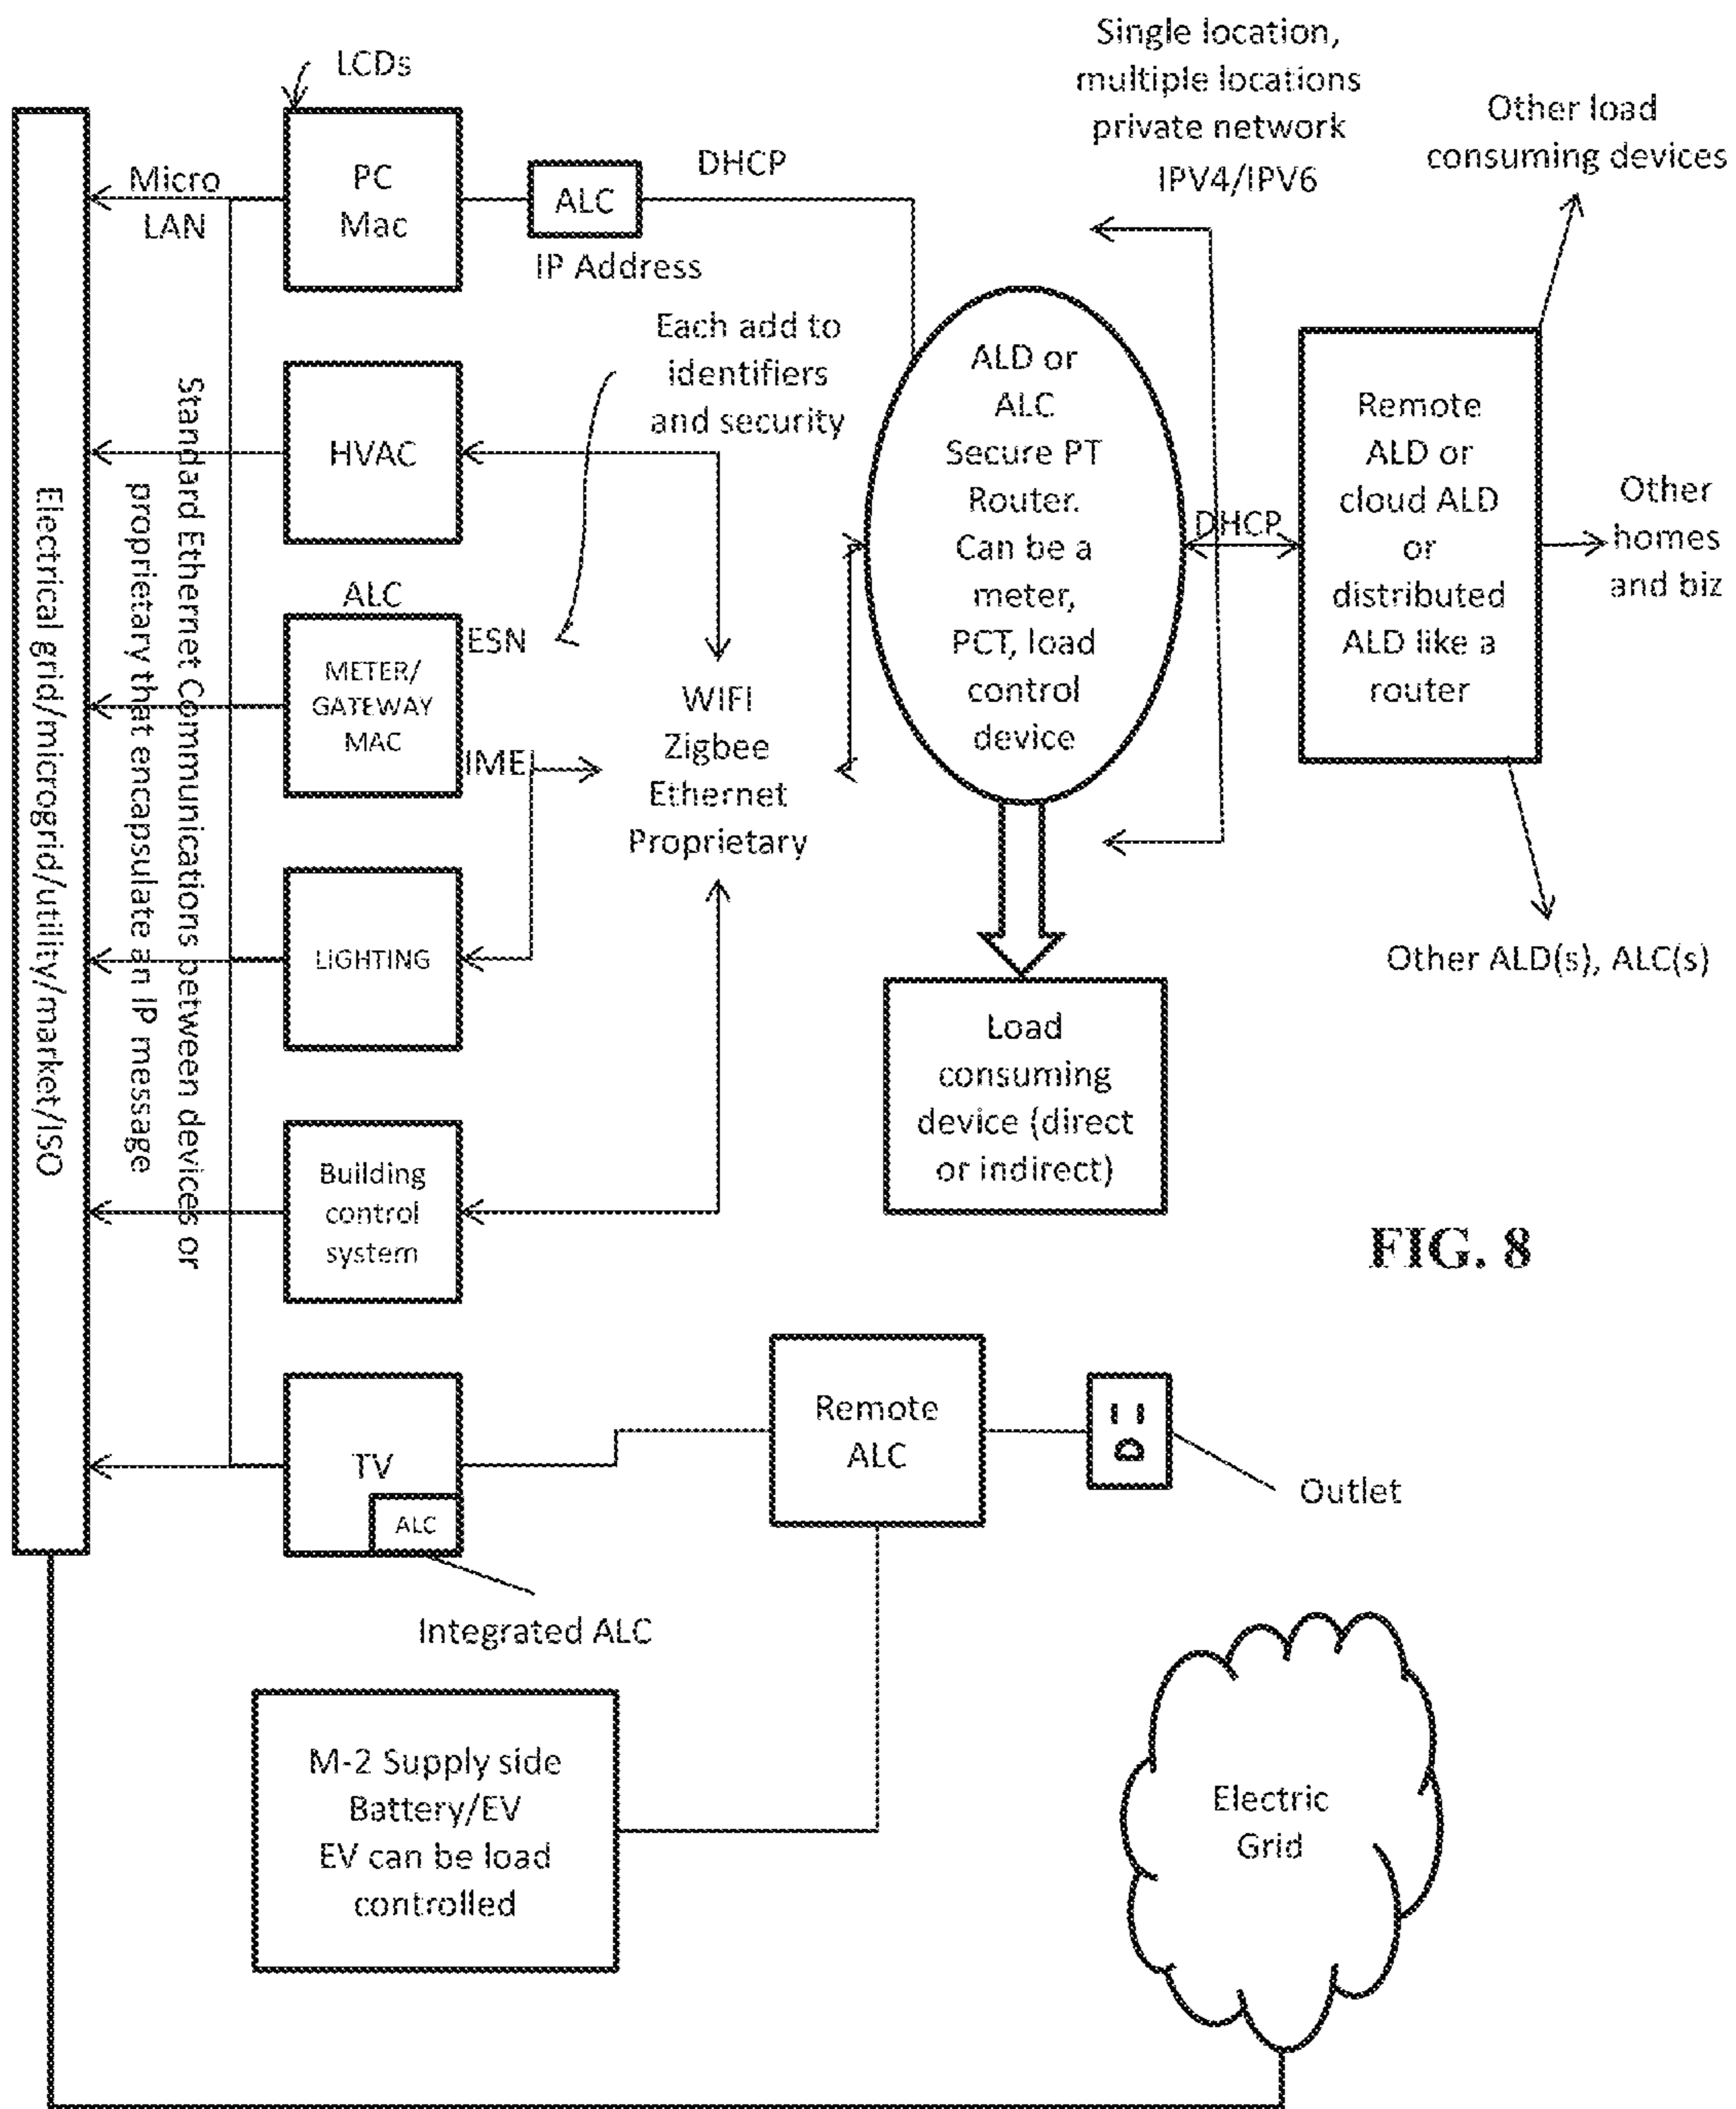 LCDs
Single location,
multiple locations
private network
IPV4/IPV6
Other load
consuming devices
Micro
LAN
PC
Mac
ALC
DHCP
IP Address
Each add to
identifiers
and security
HVAC
ALC
METER/
GATEWAY
MAC
ESN
IME
WIFI
Zigbee
Ethernet
Proprietary
LIGHTING
Building
control
system
ALD or
ALC
Secure PT
Router.
Can be a
meter,
PCT, load
control
device
DHCP
Remote
ALD or
cloud ALD
or
distributed
ALD like a
router
Other
homes
and biz
Other ALD(s), ALC(s)
Load
consuming
device (direct
or indirect)
Electrical grid/microgrid/utility/market/ISO
Standard Ethernet Communications between devices or
proprietary that encapsulate an IP message
FIG. 8
TV
ALC
Integrated ALC
Remote
ALC
Outlet
M-2 Supply side
Battery/EV
EV can be load
controlled
Electric
Grid